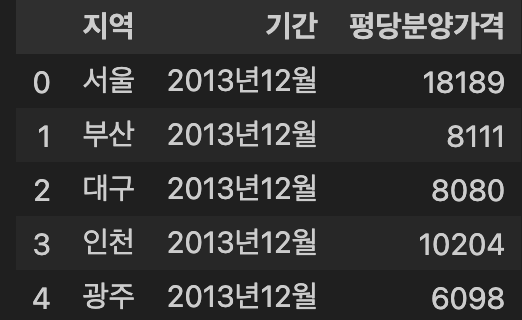 지역 기간 평당분양가격
0 서울 2013년12월 18189
1 부산 2013년12월 8111
2 대구 2013년12월 8080
3 인천 2013년12월 10204
4 광주 2013년12월 6098